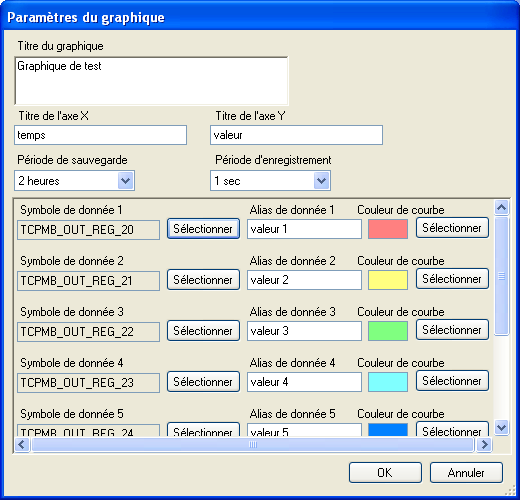 Paramètres du graphique
Titre du graphique
Graphique de test
Titre de l'axe X Titre de l'axe Y
temps valeur
Période de sauvegarde Période d'enregistrement
2 heures 1 sec
Symbole de donnée 1 Alias de donnée 1 Couleur de courbe
TCPMB_OUT_REG_20 Sélectionner valeur 1 Sélectionner
Symbole de donnée 2 Alias de donnée 2 Couleur de courbe
TCPMB_OUT_REG_21 Sélectionner valeur 2 Sélectionner
Symbole de donnée 3 Alias de donnée 3 Couleur de courbe
TCPMB_OUT_REG_22 Sélectionner valeur 3 Sélectionner
Symbole de donnée 4 Alias de donnée 4 Couleur de courbe
TCPMB_OUT_REG_23 Sélectionner valeur 4 Sélectionner
Symbole de donnée 5 Alias de donnée 5 Couleur de courbe
TCPMB_OUT_REG_24 Sélectionner valeur 5 Sélectionner
OK Annuler